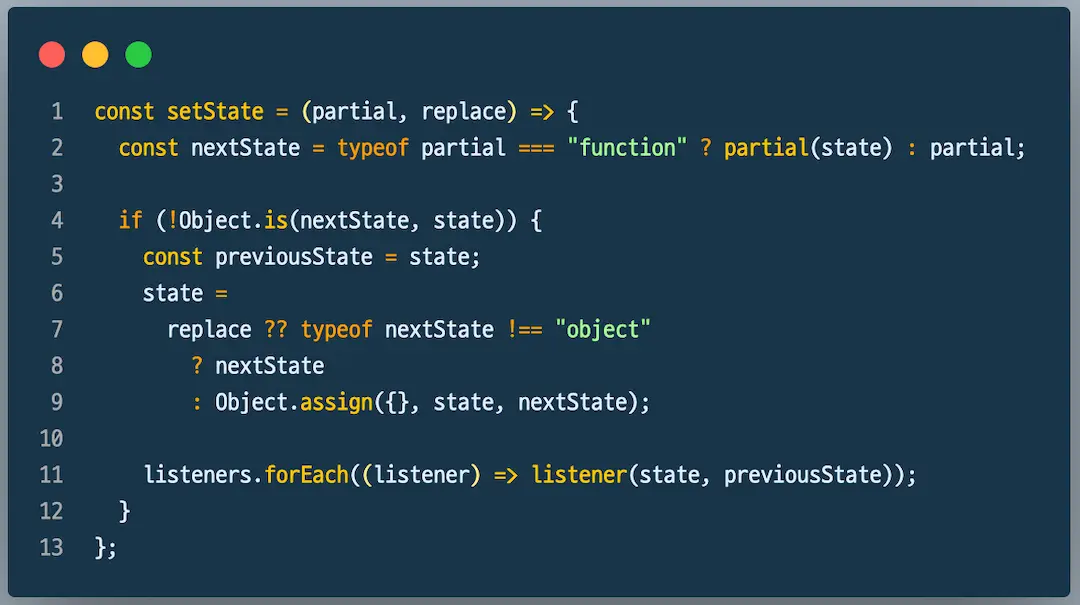 1 const setState = (partial, replace) => {
2   const nextState = typeof partial === "function" ? partial(state) : partial;
3
4   if (!Object.is(nextState, state)) {
5     const previousState = state;
6     state =
7       replace ?? typeof nextState !== "object"
8         ? nextState
9         : Object.assign({}, state, nextState);
10
11     listeners.forEach((listener) => listener(state, previousState));
12   }
13 };